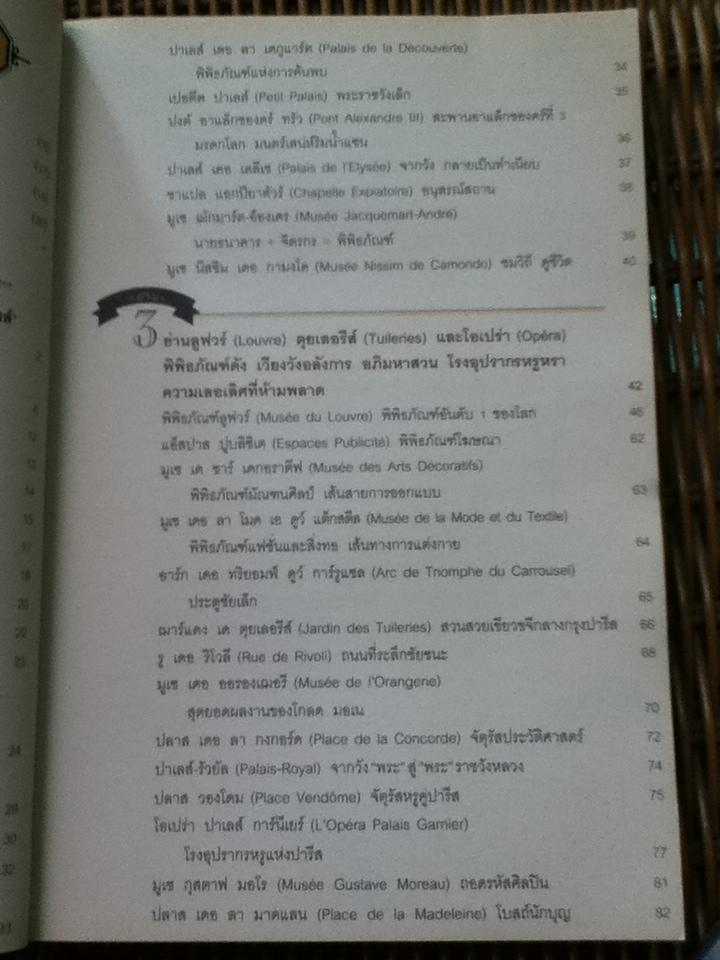 ปาเลส์ เดอ ลา เดกูแวร์ต (Palais de la Découverte)
พิพิธภัณฑ์แห่งการค้นพบ 34
เปอตีต์ ปาเลส์ (Petit Palais) พระราชวังเล็ก 35
ปงต์ อาเล็กซองดร์ ทรัว (Pont Alexandre III) สะพานอาเล็กซองดร์ที่ 3
มรดกโลก มนตร์เสน่ห์ริมน้ำแซน 36
ปาเลส์ เดอ เลลีเซ (Palais de l'Elysée) จากวัง กลายเป็นทำเนียบ 37
ชาแปล แอกปิยาตัวร์ (Chapelle Expiatoire) อนุสรณ์สถาน 38
มูเซ (Musée Jacquemart-André)
นายธนาคาร + จิตรกร = พิพิธภัณฑ์ 39
มูเซ นีสซิม เดอ กามงโด (Musée Nissim de Camondo) ชมวิถี ดูชีวิต 40
3 ย่านลูฟวร์ (Louvre) ตุยเลอรีส์ (Tuileries) และโอเปร่า (Opéra)
พิพิธภัณฑ์ดัง เวียงวังอลังการ อภิมหาสวน โรงอุปรากรหรูหรา
ความเลอเลิศที่ห้ามพลาด 42
พิพิธภัณฑ์ลูฟวร์ (Musée du Louvre) พิพิธภัณฑ์อันดับ 1 ของโลก 46
แอ็สปาส ปูบลิซิเต (Espaces Publicité) พิพิธภัณฑ์โฆษณา 62
มูเซ เด ซาร์ เดกอราตีฟ (Musée des Arts Décoratifs)
พิพิธภัณฑ์มัณฑนศิลป์ เส้นสายการออกแบบ 63
มูเซ เดอ ลา โมด เอ ดูว์ แต็กสตีล (Musée de la Mode et du Textile)
พิพิธภัณฑ์แฟชั่นและสิ่งทอ เส้นทางการแต่งกาย 64
อาร์ก เดอ ทริยอมฟ์ ดูว์ การ์รูแซล (Arc de Triomphe du Carrousel)
ประตูชัยเล็ก 65
ฌาร์แดง เด ตุยเลอรีส์ (Jardin des Tuileries) สวนสวยเขียวขจีกลางกรุงปารีส 66
รู เดอ ริโวลี (Rue de Rivoli) ถนนที่ระลึกชัยชนะ 68
มูเซ เดอ ออรองเฌอรี (Musée de l'Orangerie)
สุดยอดผลงานของโกลด มอเน 70
ปลาส เดอ ลา กงกอร์ด (Place de la Concorde) จัตุรัสประวัติศาสตร์ 72
ปาเลส์-รัวยัล (Palais-Royal) จากวัง "พระ" สู่ "พระ" ราชวังหลวง 74
ปลาส วองโดม (Place Vendôme) จัตุรัสหรูคู่ปารีส 75
โอเปร่า ปาเลส์ การ์นิเยร์ (L'Opéra Palais Garnier)
โรงอุปรากรหรูแห่งปารีส 77
มูเซ กุสตาฟ มอโร (Musée Gustave Moreau) ถอดรหัสศิลปิน 81
ปลาส เดอ ลา มาดแลน (Place de la Madeleine) โบสถ์นักบุญ 82